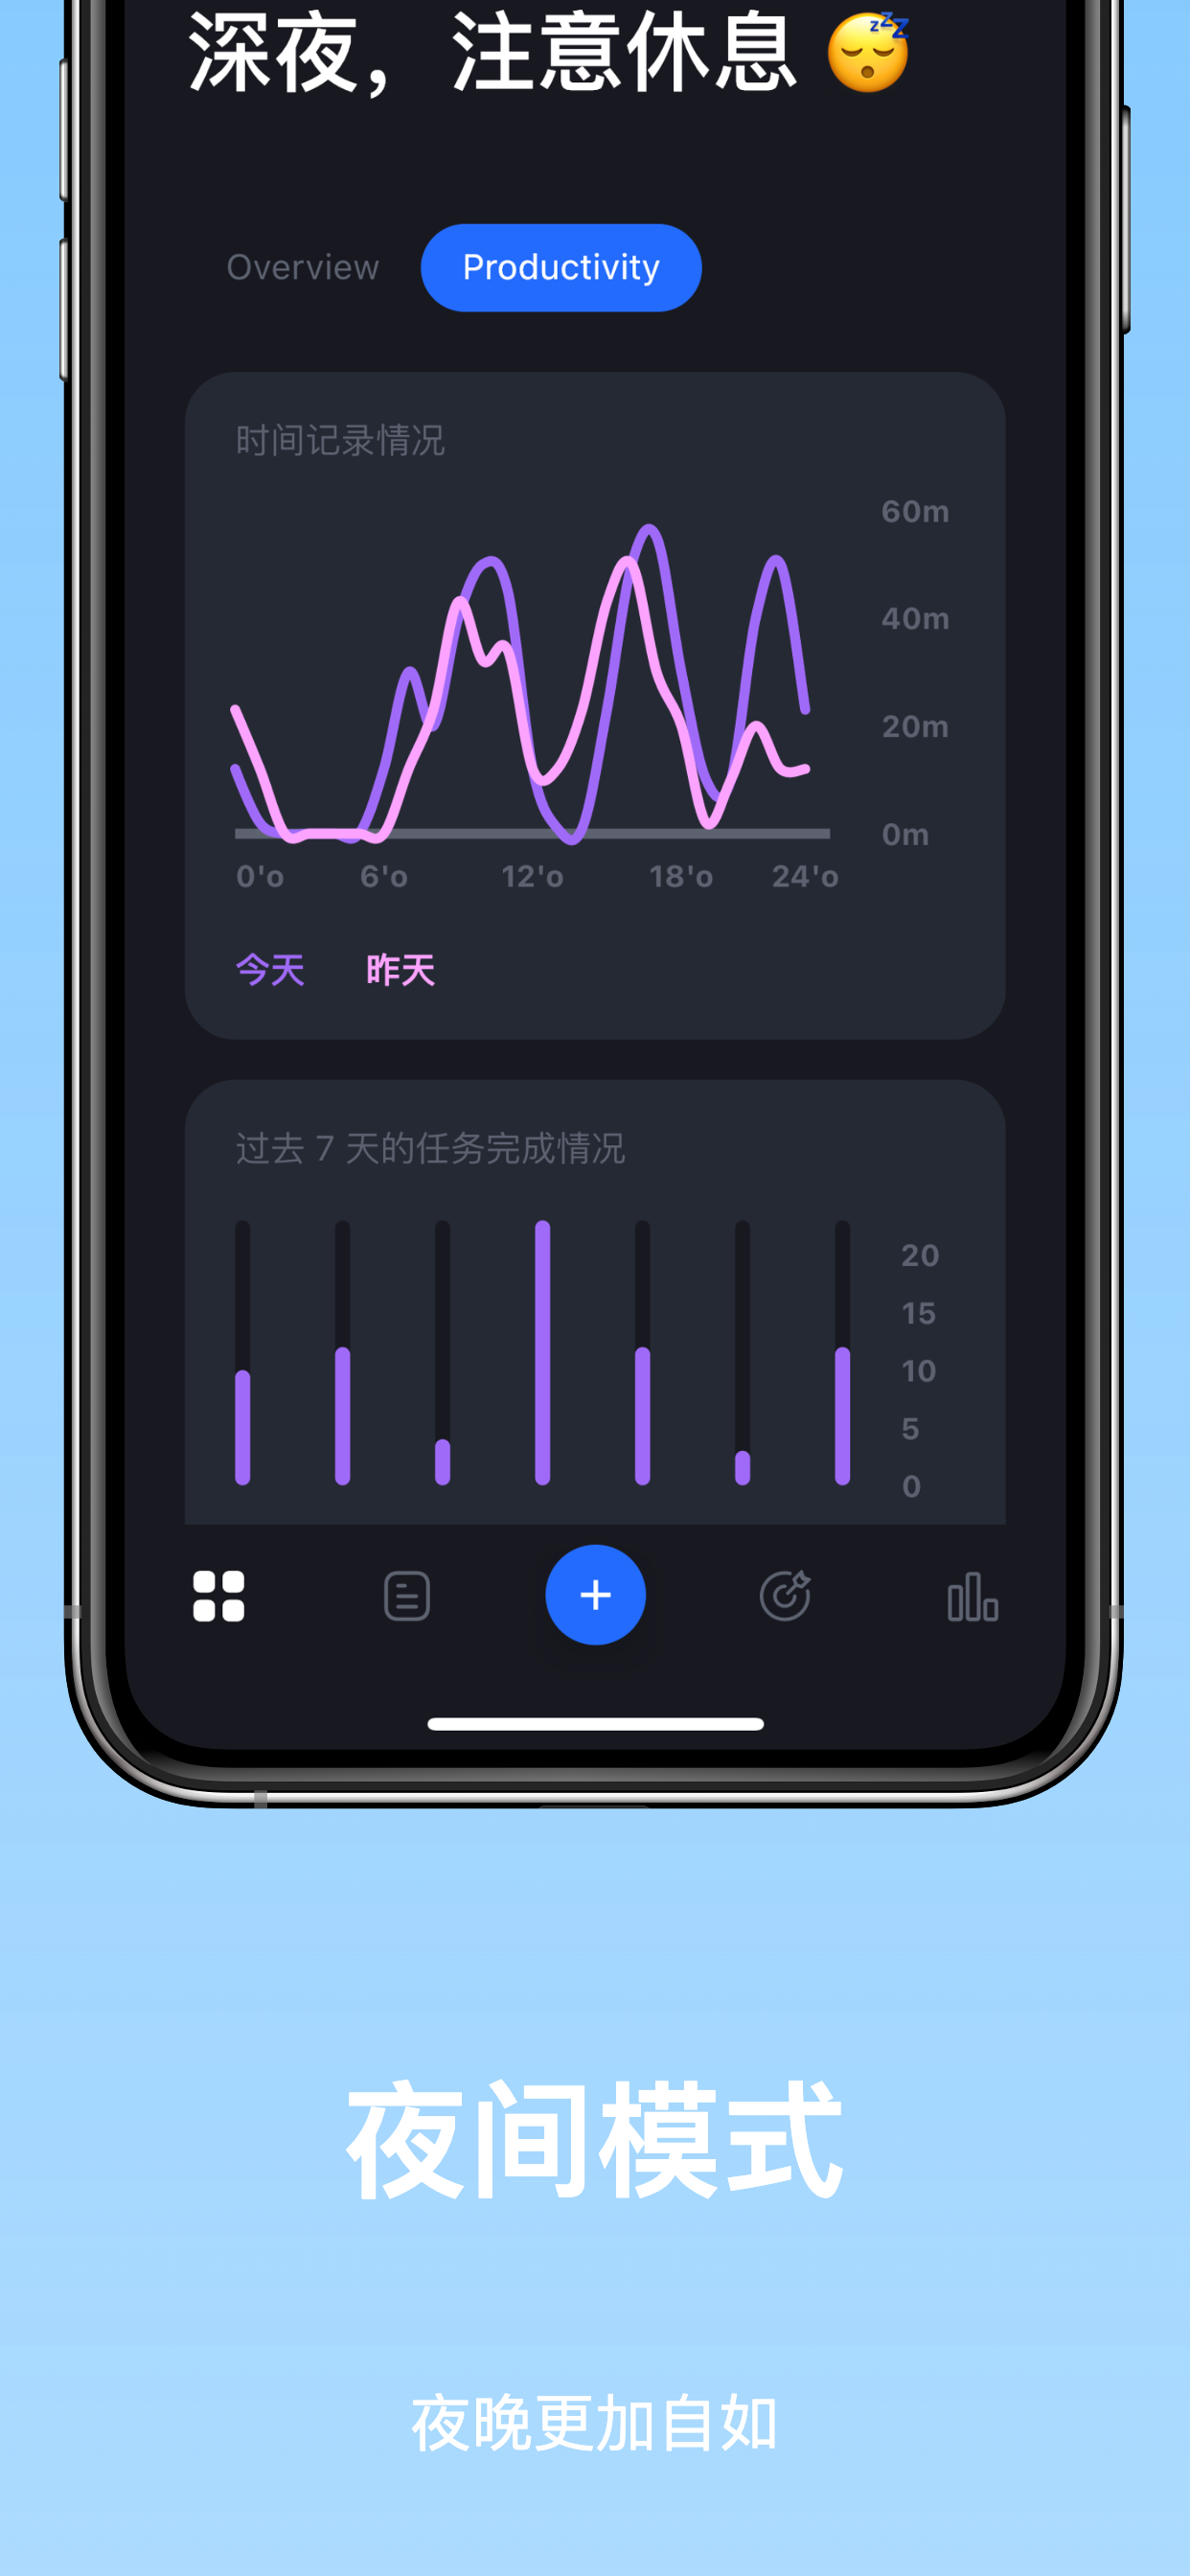 深夜，注意休息 😴
Overview Productivity
时间记录情况
60m
40m
20m
0m
0'o 6'o 12'o 18'o 24'o
今天 昨天
过去 7 天的任务完成情况
20
15
10
5
0
夜间模式
夜晚更加自如